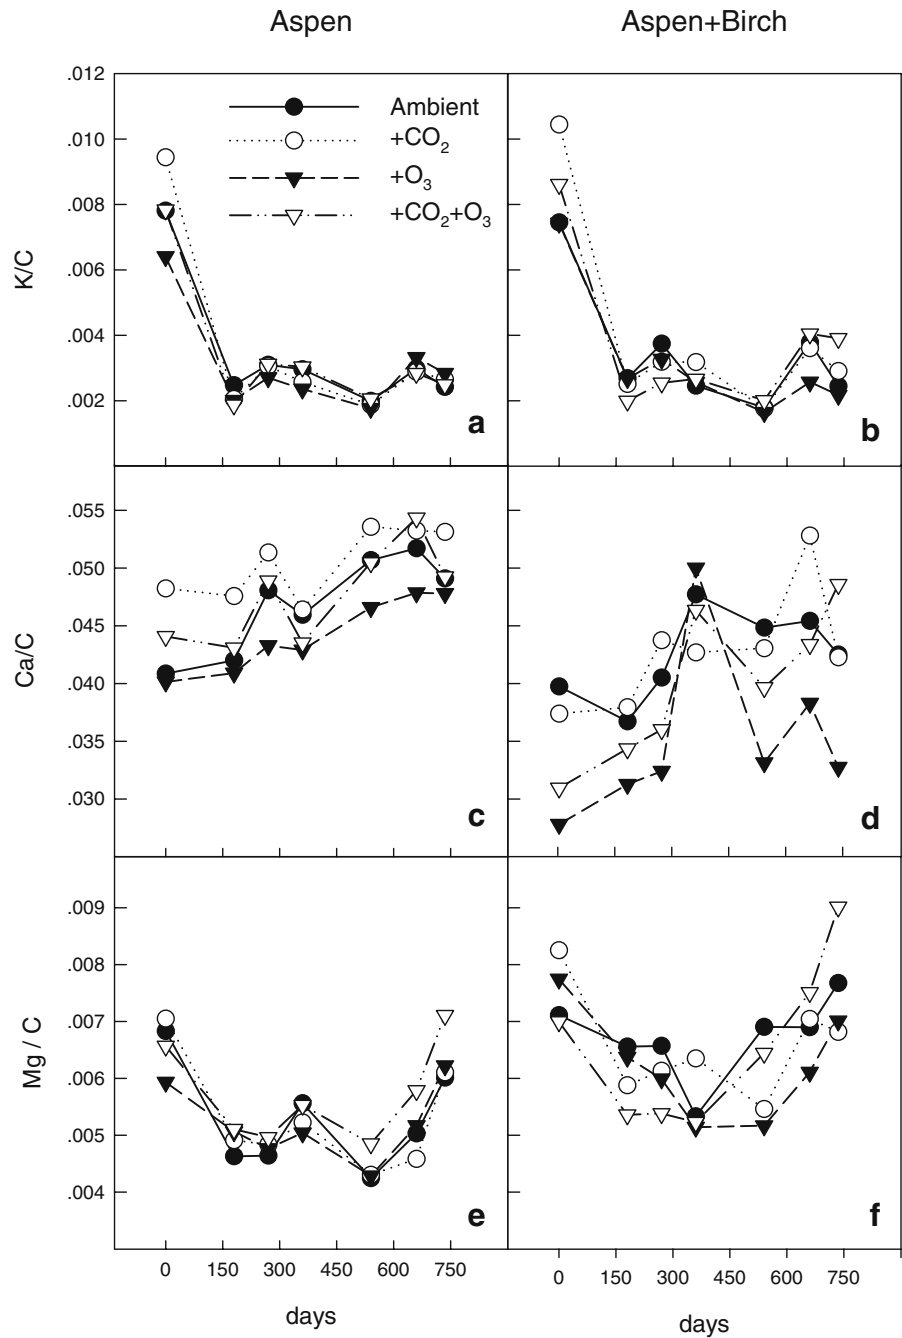 Aspen
Aspen+Birch
K/C
.012
.010
.008
.006
.004
.002
Ambient
+CO2
+O3
+CO2+O3
a
b
Ca/C
.055
.050
.045
.040
.035
.030
c
d
Mg / C
.009
.008
.007
.006
.005
.004
e
f
0 150 300 450 600 750
0 150 300 450 600 750
days
days